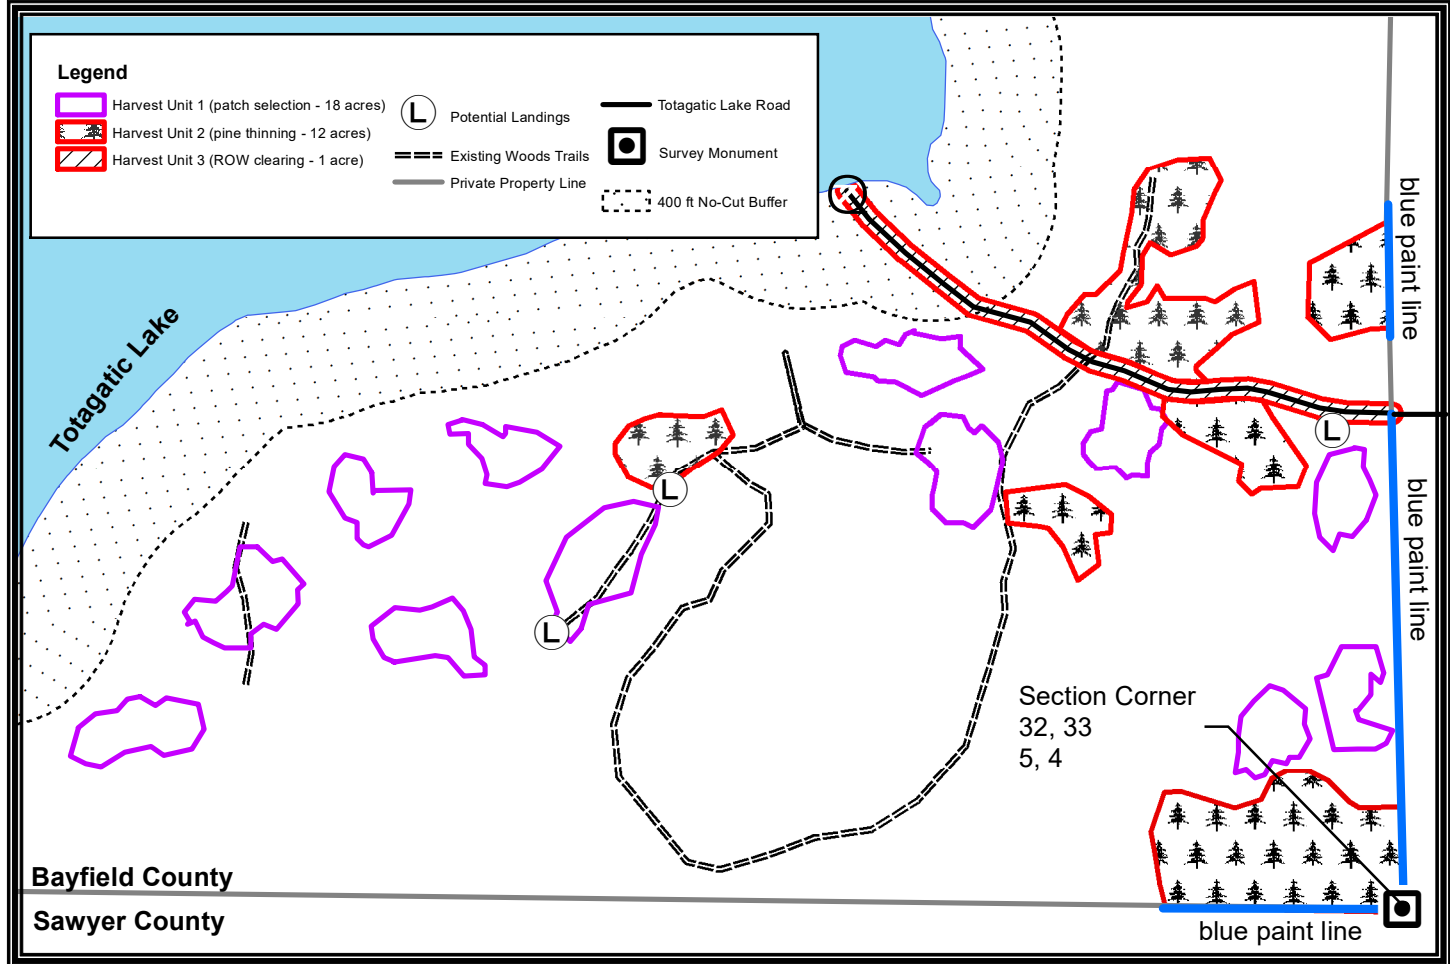 Legend
Harvest Unit 1 (patch selection - 18 acres)
Harvest Unit 2 (pine thinning - 12 acres)
Harvest Unit 3 (ROW clearing - 1 acre)
L
Potential Landings
Existing Woods Trails
Private Property Line
Totagatic Lake Road
Survey Monument
400 ft No-Cut Buffer
Totagatic Lake
blue paint line
L
L
L
blue paint line
Section Corner
32, 33
5, 4
Bayfield County
Sawyer County
blue paint line